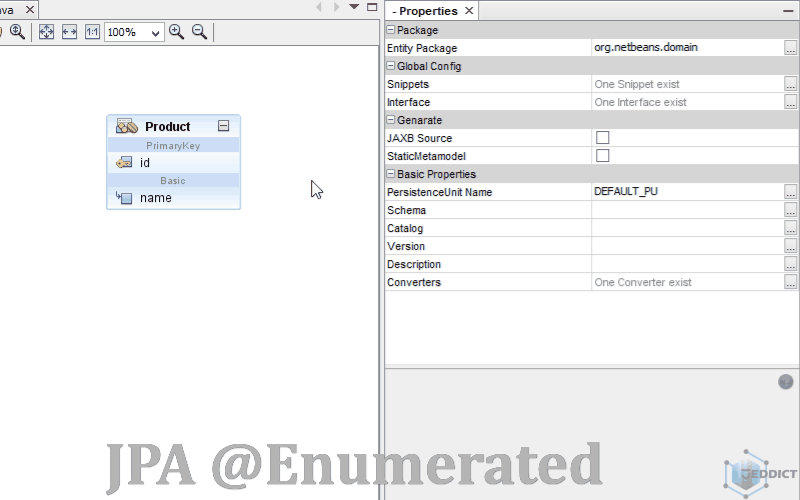 ava
100%
Product
PrimaryKey
id
Basic
name
- Properties
Package
Entity Package org.netbeans.domain ...
Global Config
Snippets One Snippet exist ...
Interface One Interface exist ...
Genarate
JAXB Source
StaticMetamodel
Basic Properties
PersistenceUnit Name DEFAULT_PU ...
Schema ...
Catalog ...
Version ...
Description ...
Converters One Converter exist ...
JPA @Enumerated
JEDDICT